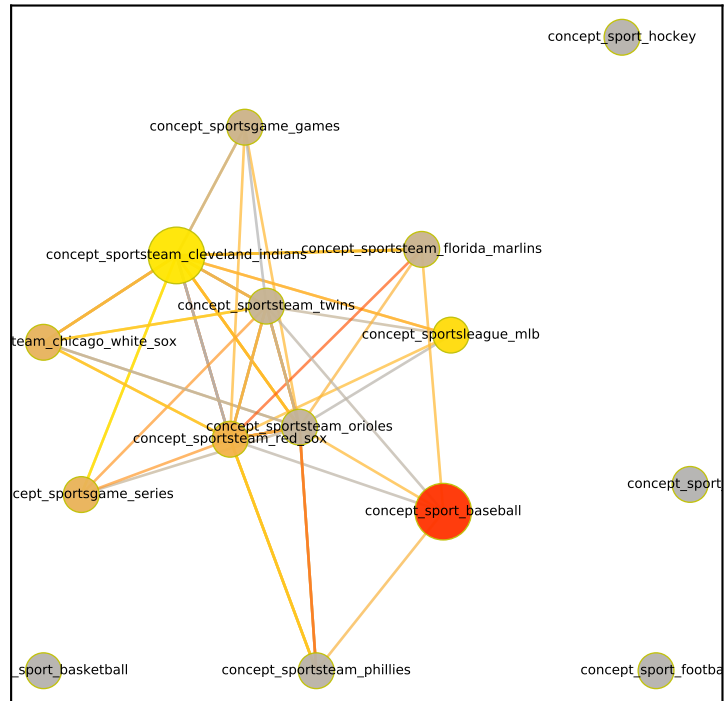 concept_sport_hockey
concept_sportsgame_games
concept_sportsteam_florida_marlins
concept_sportsteam_cleveland_indians
concept_sportsteam_twins
concept_sportsleague_mlb
team_chicago_white_sox
concept_sportsteam_orioles
concept_sportsteam_red_sox
concept_sport
cept_sportsgame_series
concept_sport_baseball
_sport_basketball
concept_sportsteam_phillies
concept_sport_footba